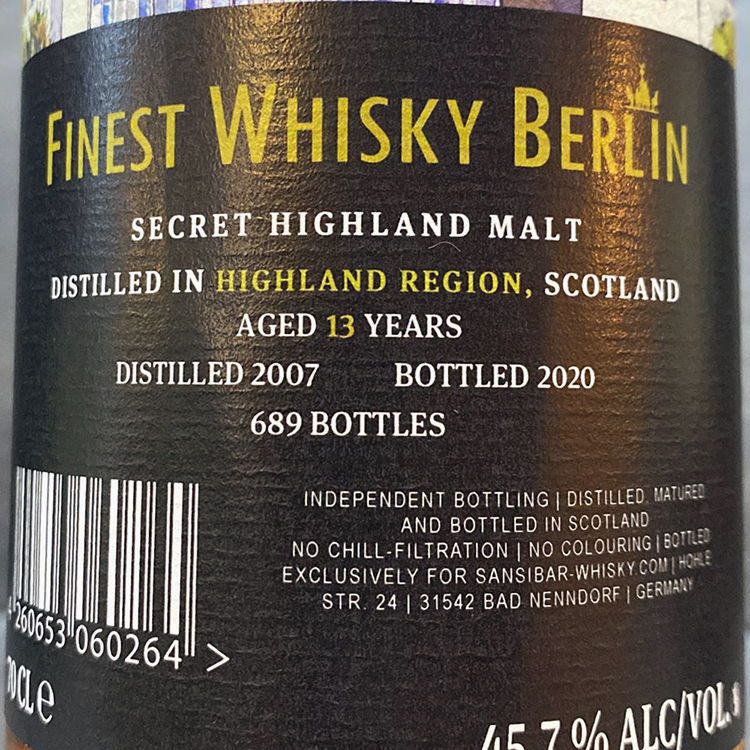 FINEST WHISKY BERLIN
SECRET HIGHLAND MALT
DISTILLED IN HIGHLAND REGION, SCOTLAND
AGED 13 YEARS
DISTILLED 2007 BOTTLED 2020
689 BOTTLES
INDEPENDENT BOTTLING | DISTILLED, MATURED
AND BOTTLED IN SCOTLAND
NO CHILL-FILTRATION | NO COLOURING | BOTTLED
EXCLUSIVELY FOR SANSIBAR-WHISKY.COM | HOHLE
STR. 24 | 31542 BAD NENNDORF | GERMANY
260653 060264 >
70CL e
45.7% ALC/VOL.